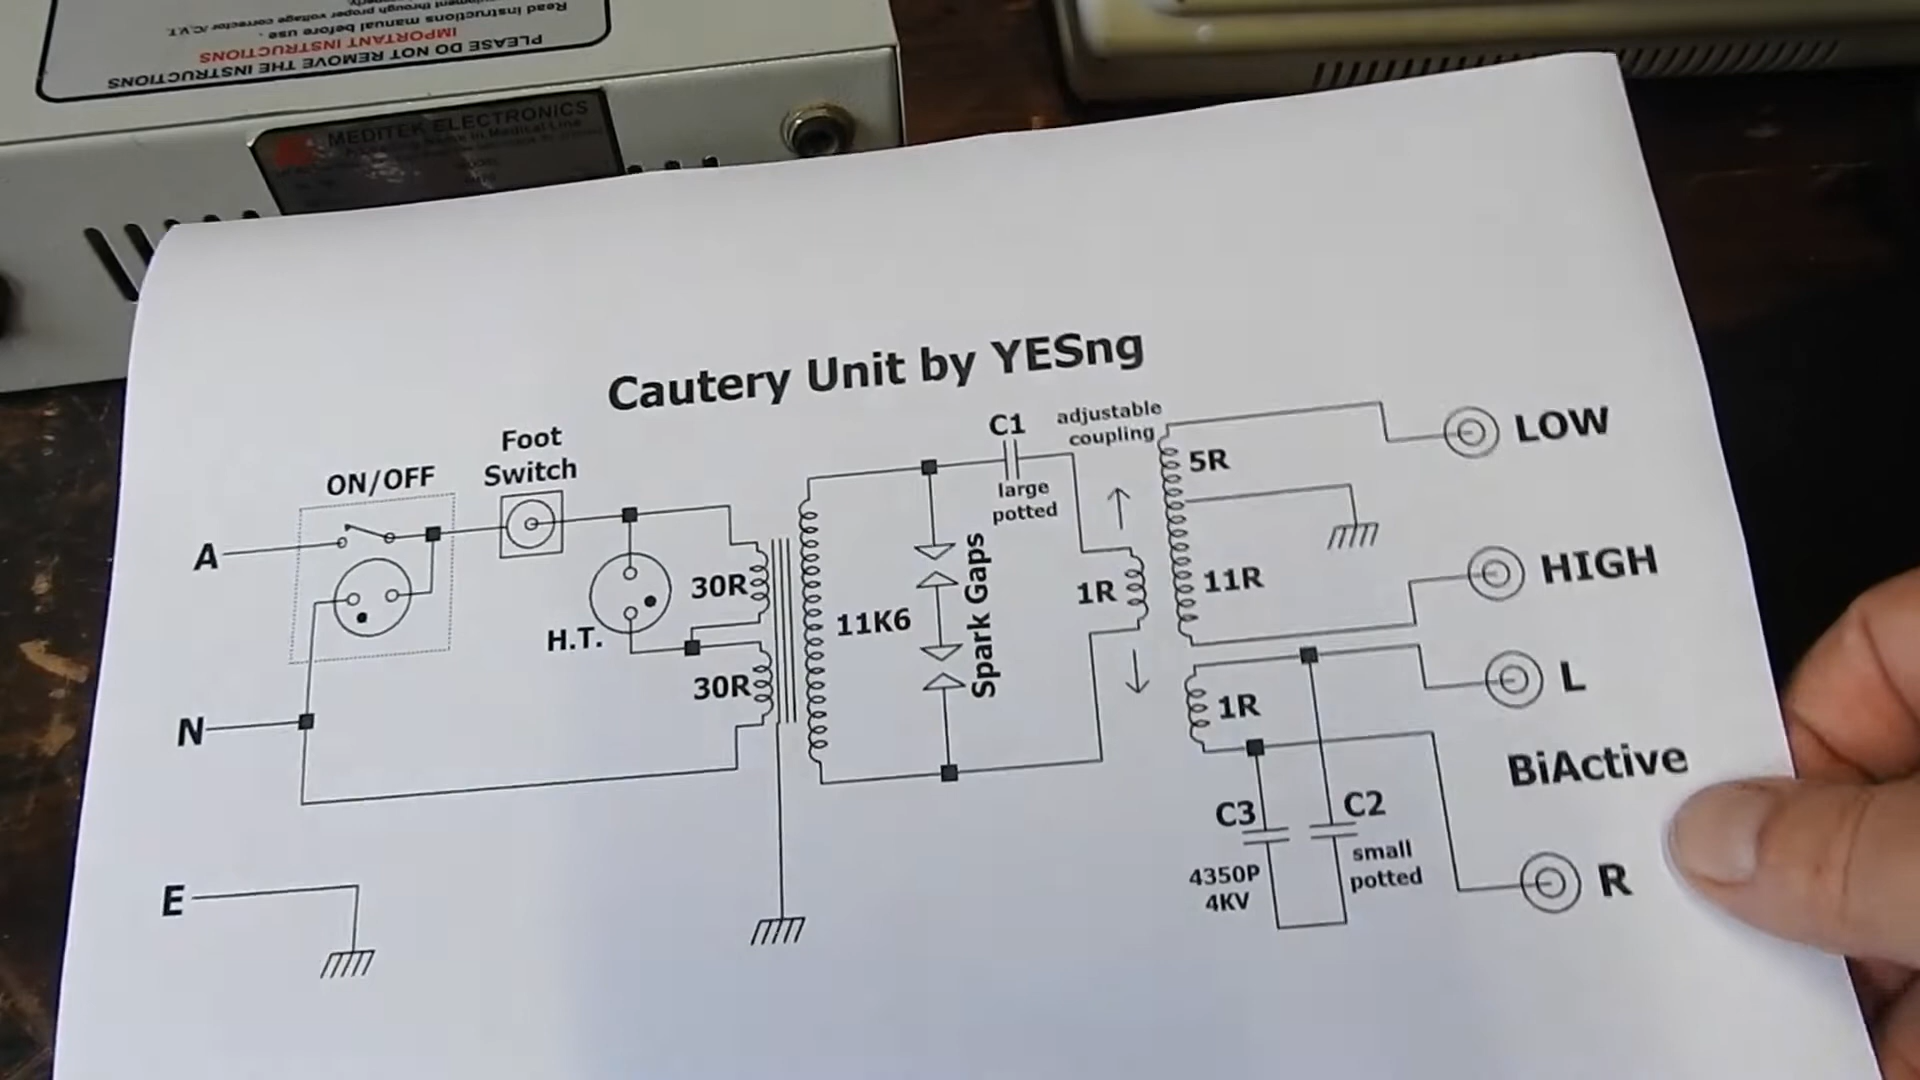 Read instructions manual before use -
IMPORTANT INSTRUCTIONS
PLEASE DO NOT REMOVE THE INSTRUCTIONS
MEDITEK ELECTRONICS
Cautery Unit by YESng
ON/OFF
Foot
Switch
A
N
E
H.T.
30R
30R
11K6
Spark Gaps
C1
large
potted
adjustable
coupling
1R
5R
11R
1R
LOW
HIGH
L
BiActive
R
C3
4350P
4KV
C2
small
potted